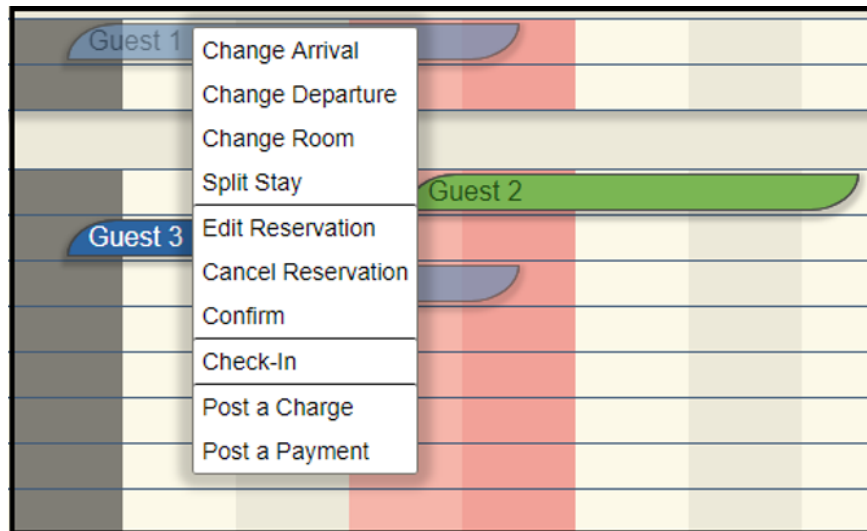 Guest 1
Change Arrival
Change Departure
Change Room
Split Stay
Guest 2
Edit Reservation
Guest 3
Cancel Reservation
Confirm
Check-In
Post a Charge
Post a Payment